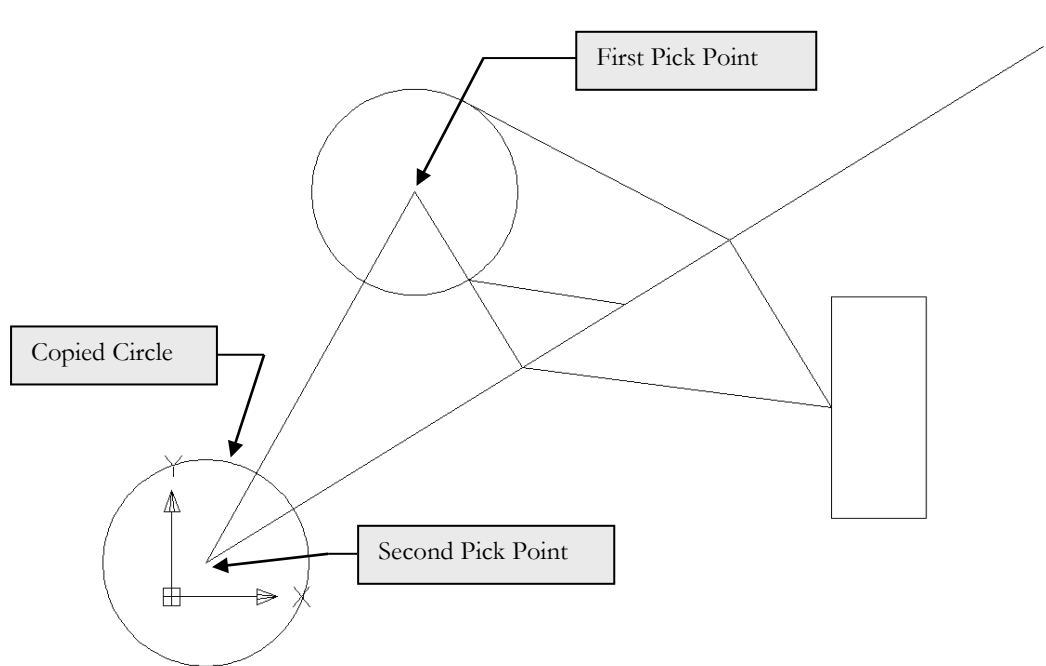 First Pick Point
Copied Circle
Y
Second Pick Point
X